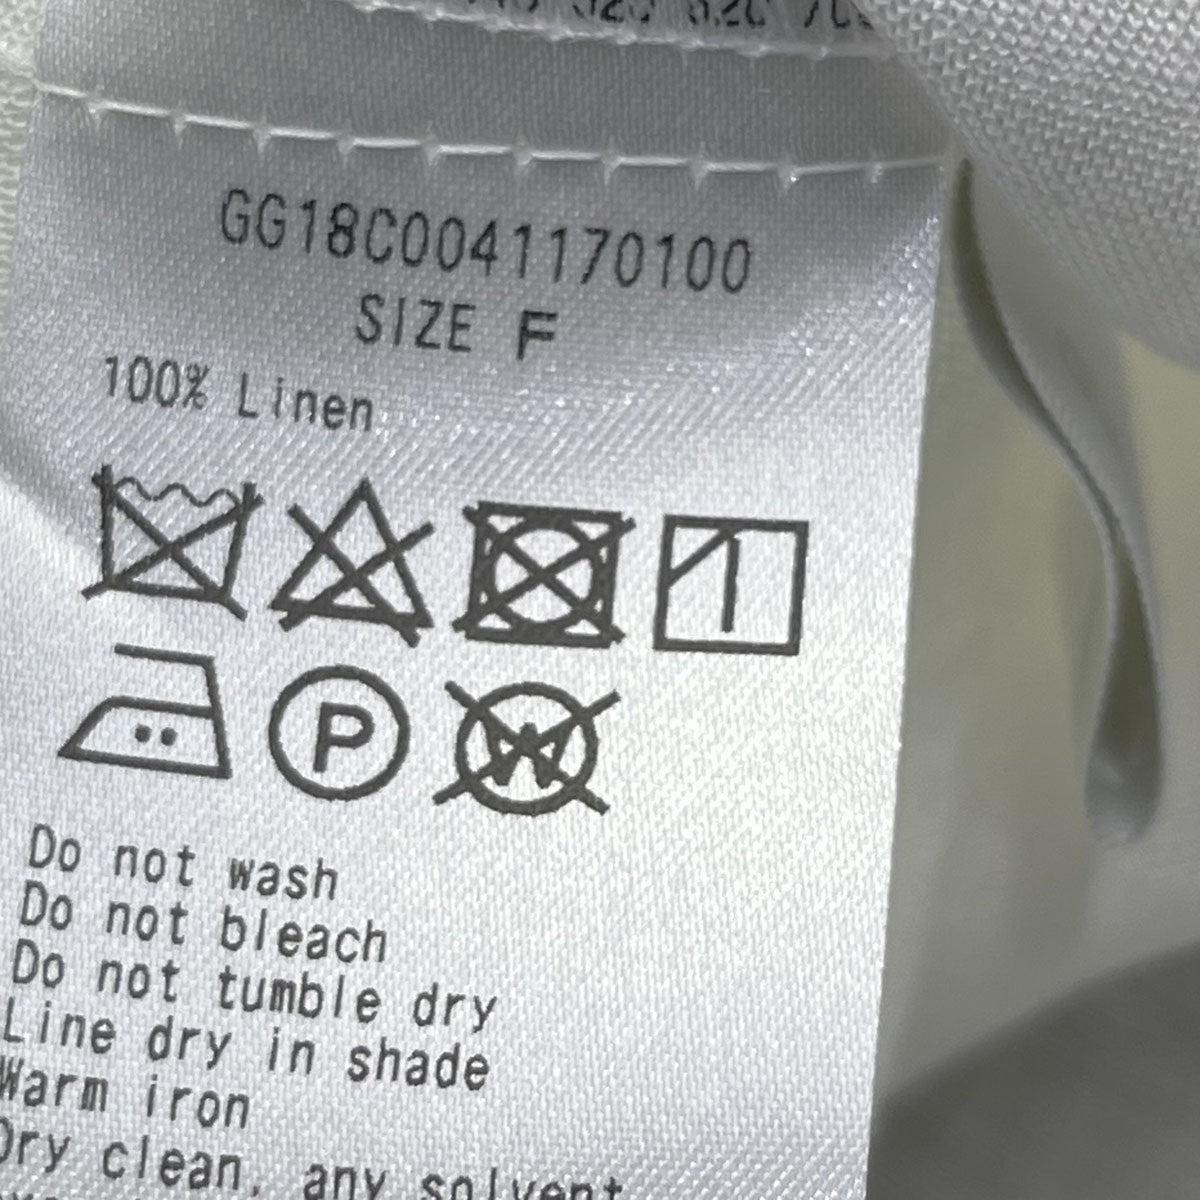 GG18C0041170100
SIZE F
100% Linen
P
W
Do not wash
Do not bleach
Do not tumble dry
Line dry in shade
Warm iron
Dry clean, any solvent